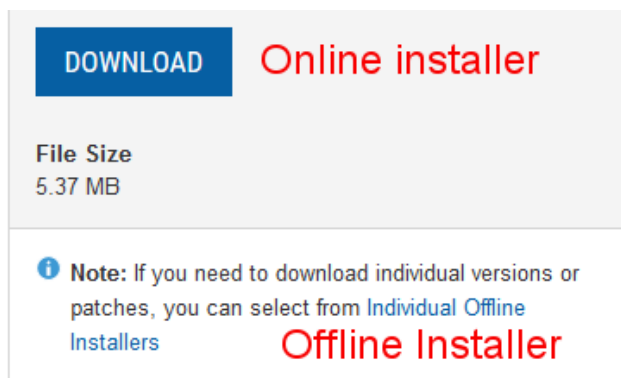 DOWNLOAD Online installer
File Size
5.37 MB
Note: If you need to download individual versions or
patches, you can select from Individual Offline
Installers Offline Installer